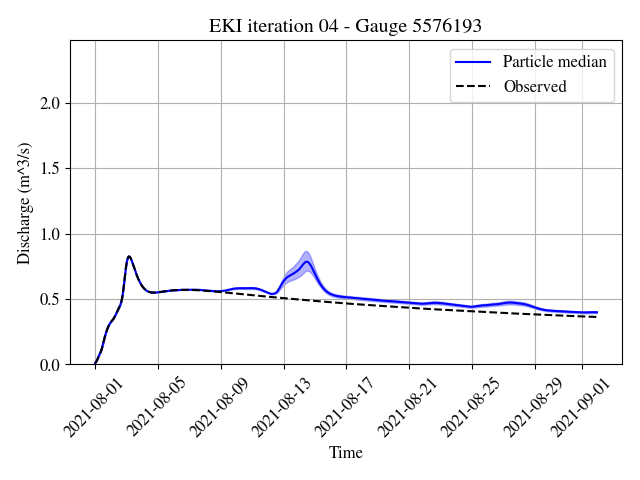 EKI iteration 04 - Gauge 5576193
Particle median
Observed
Discharge (m^3/s)
2.0
1.5
1.0
0.5
0.0
2021-08-01
2021-08-05
2021-08-09
2021-08-13
2021-08-17
2021-08-21
2021-08-25
2021-08-29
2021-09-01
Time